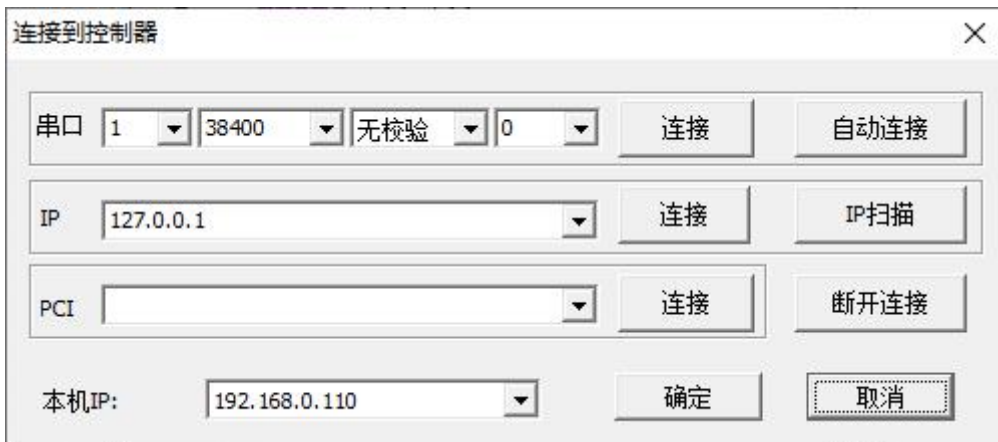 连接到控制器
串口 1 38400 无校验 0 连接 自动连接
IP 127.0.0.1 连接 IP扫描
PCI 连接 断开连接
本机IP: 192.168.0.110 确定 取消